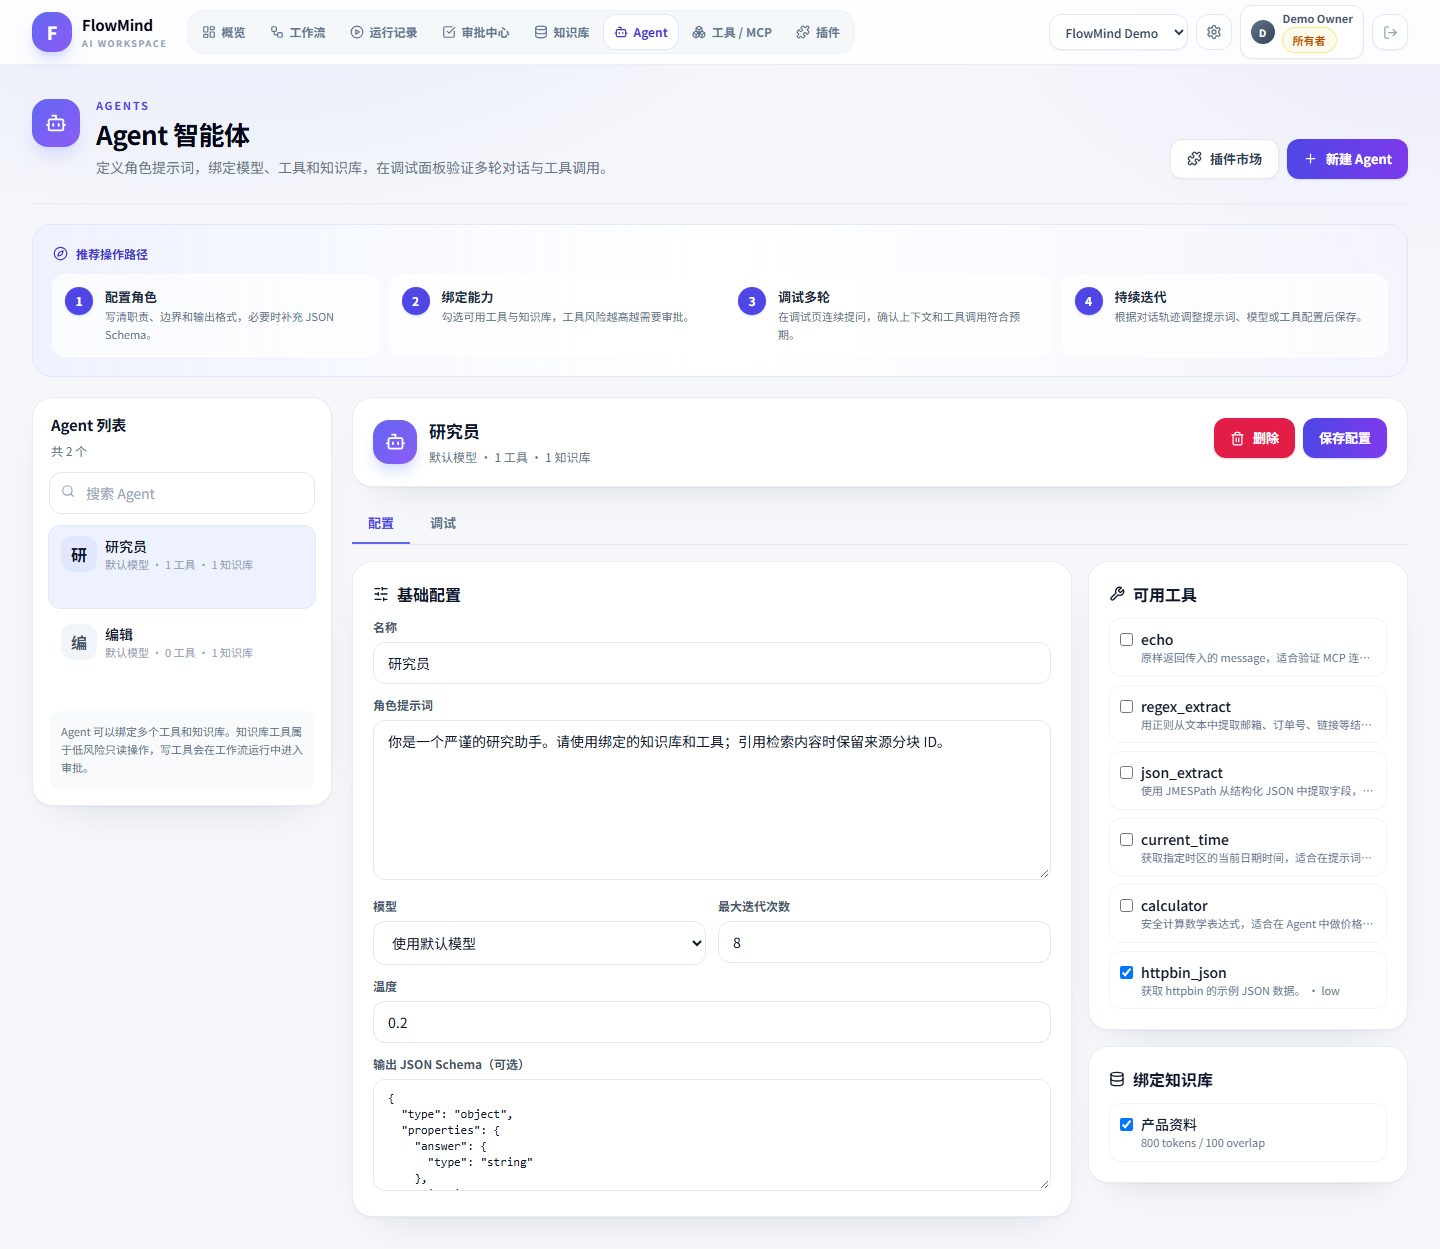 F
FlowMind
AI WORKSPACE
概览
工作流
运行记录
审批中心
知识库
Agent
工具 / MCP
插件
FlowMind Demo
D
Demo Owner
所有者
AGENTS
Agent 智能体
定义角色提示词，绑定模型、工具和知识库，在调试面板验证多轮对话与工具调用。
插件市场
新建 Agent
推荐操作路径
1
配置角色
写清职责、边界和输出格式，必要时补充 JSON
Schema。
2
绑定能力
勾选可用工具与知识库，工具风险越高越需要审批。
3
调试多轮
在调试页连续提问，确认上下文和工具调用符合预
期。
4
持续迭代
根据对话轨迹调整提示词、模型或工具配置后保存。
Agent 列表
共 2 个
搜索 Agent
研
研究员
默认模型 · 1 工具 · 1 知识库
编
编辑
默认模型 · 0 工具 · 1 知识库
Agent 可以绑定多个工具和知识库。知识库工具属
于低风险只读操作，写工具会在工作流运行中进入
审批。
研究员
默认模型 · 1 工具 · 1 知识库
删除
保存配置
配置
调试
基础配置
名称
研究员
角色提示词
你是一个严谨的研究助手。请使用绑定的知识库和工具；引用检索内容时保留来源分块 ID。
模型
使用默认模型
最大迭代次数
8
温度
0.2
输出 JSON Schema（可选）
{
"type": "object",
"properties": {
"answer": {
"type": "string"
},
可用工具
echo
原样返回传入的 message，适合验证 MCP 连…
regex_extract
用正则从文本中提取邮箱、订单号、链接等结…
json_extract
使用 JMESPath 从结构化 JSON 中提取字段，…
current_time
获取指定时区的当前日期时间，适合在提示词…
calculator
安全计算数学表达式，适合在 Agent 中做价格…
httpbin_json
获取 httpbin 的示例 JSON 数据。 · low
绑定知识库
产品资料
800 tokens / 100 overlap